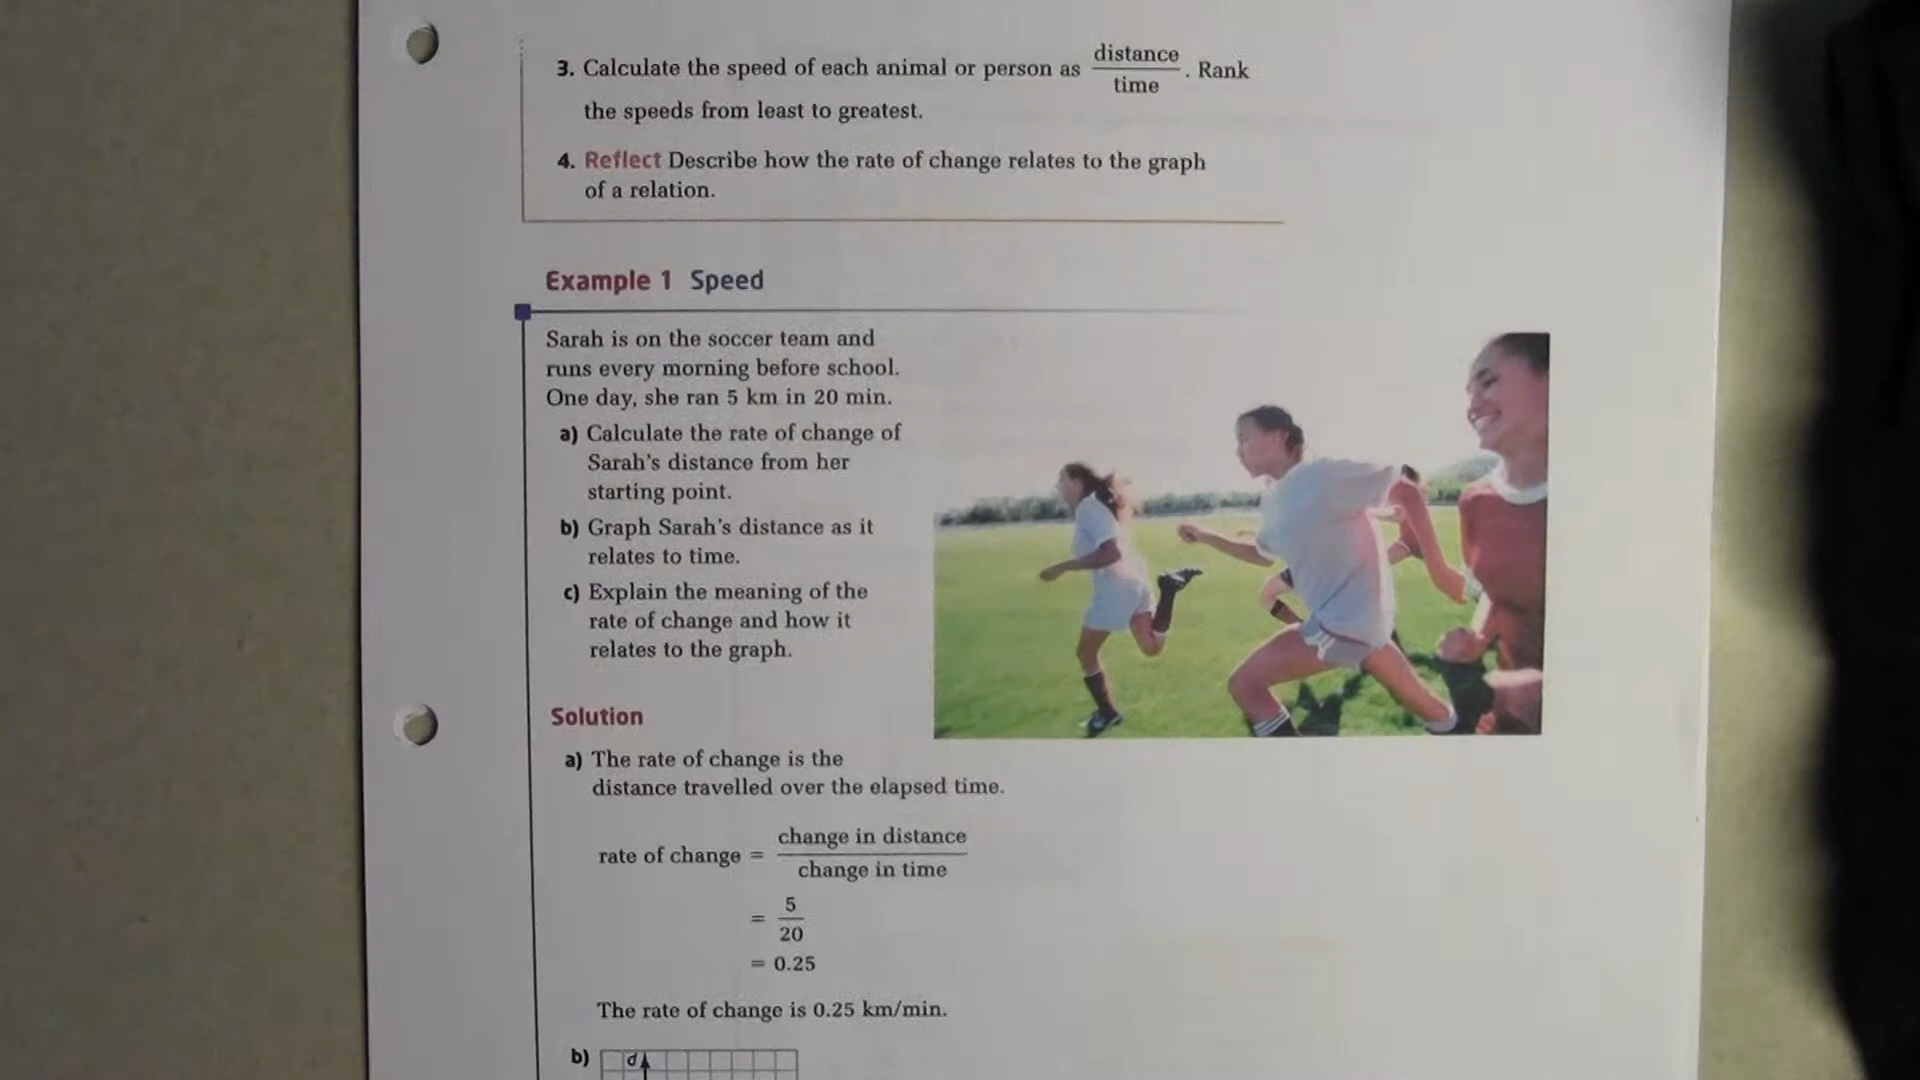 3. Calculate the speed of each animal or person as distance/time. Rank
the speeds from least to greatest.
4. Reflect Describe how the rate of change relates to the graph
of a relation.
Example 1 Speed
Sarah is on the soccer team and
runs every morning before school.
One day, she ran 5 km in 20 min.
a) Calculate the rate of change of
Sarah's distance from her
starting point.
b) Graph Sarah's distance as it
relates to time.
c) Explain the meaning of the
rate of change and how it
relates to the graph.
Solution
a) The rate of change is the
distance travelled over the elapsed time.
rate of change = change in distance/change in time
= 5/20
= 0.25
The rate of change is 0.25 km/min.
b) d